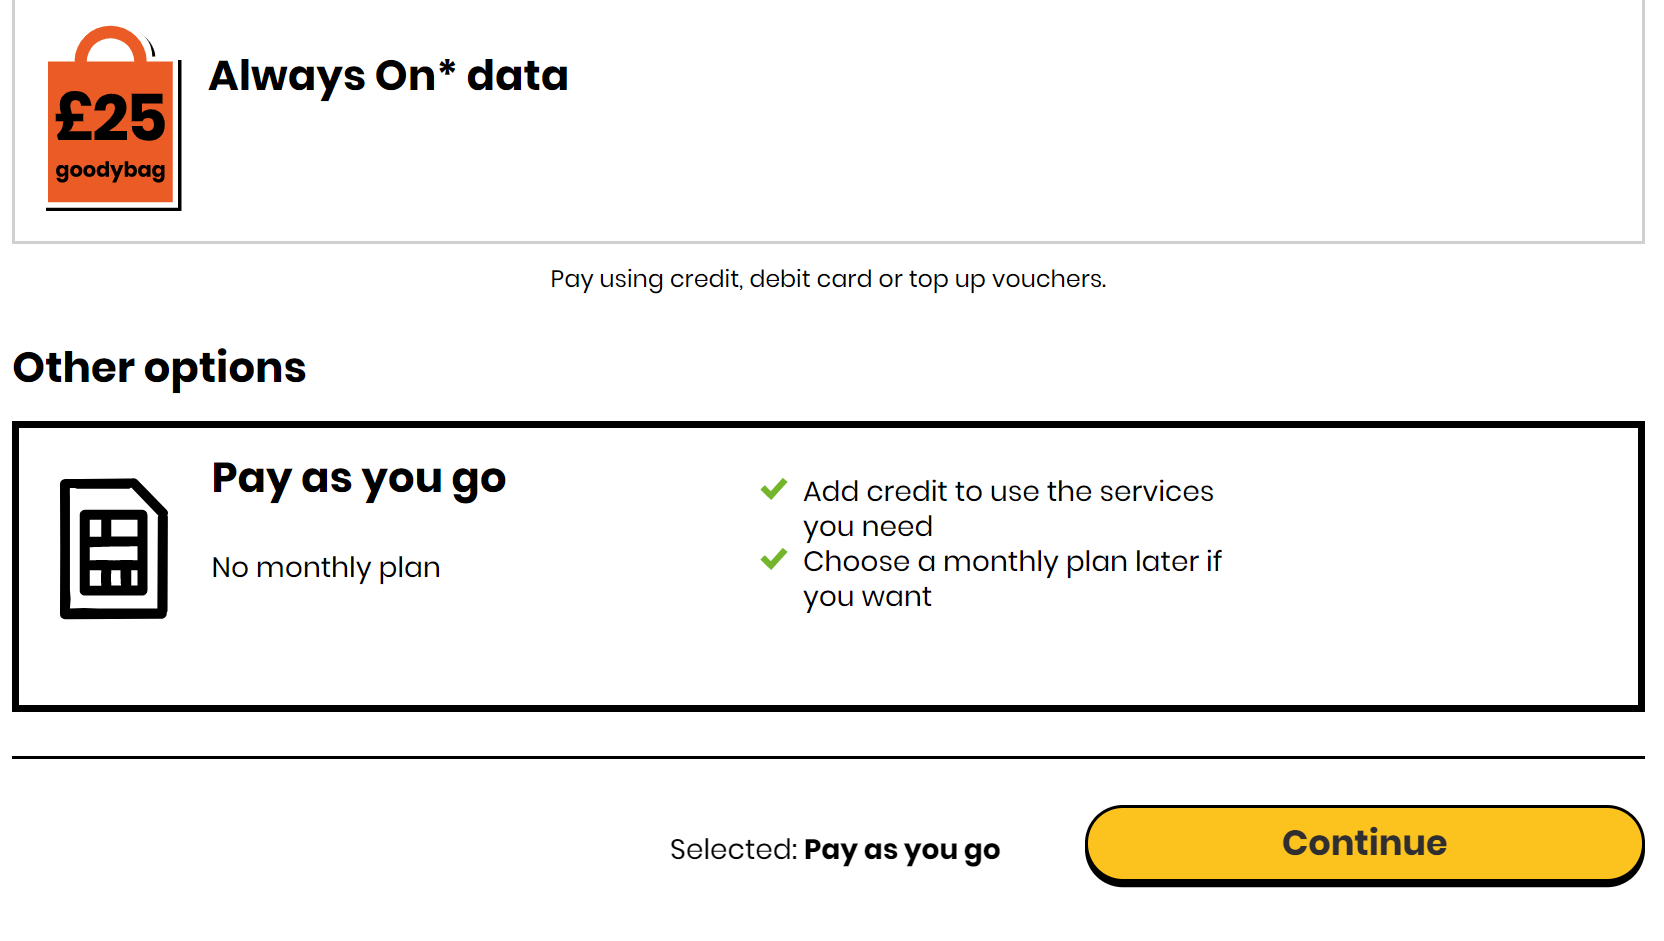 £25
goodybag
Always On* data
Pay using credit, debit card or top up vouchers.
Other options
Pay as you go
No monthly plan
Add credit to use the services
you need
Choose a monthly plan later if
you want
Selected: Pay as you go
Continue